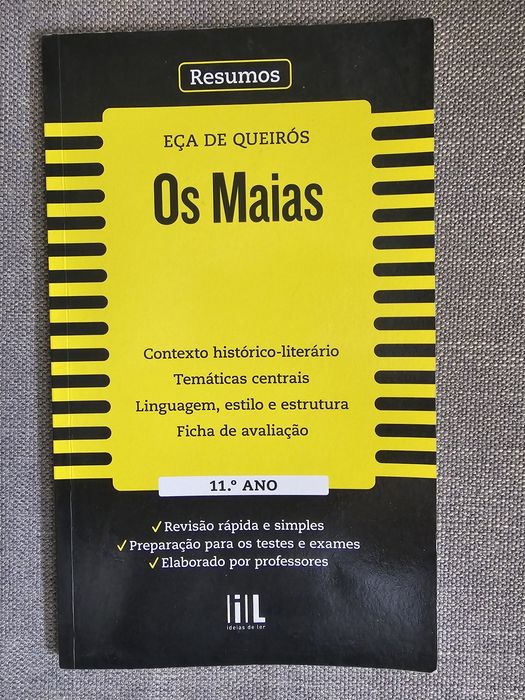 Resumos
EÇA DE QUEIRÓS
Os Maias
Contexto histórico-literário
Temáticas centrais
Linguagem, estilo e estrutura
Ficha de avaliação
11.º ANO
✓ Revisão rápida e simples
✓ Preparação para os testes e exames
✓ Elaborado por professores
|i|L
ideias de ler